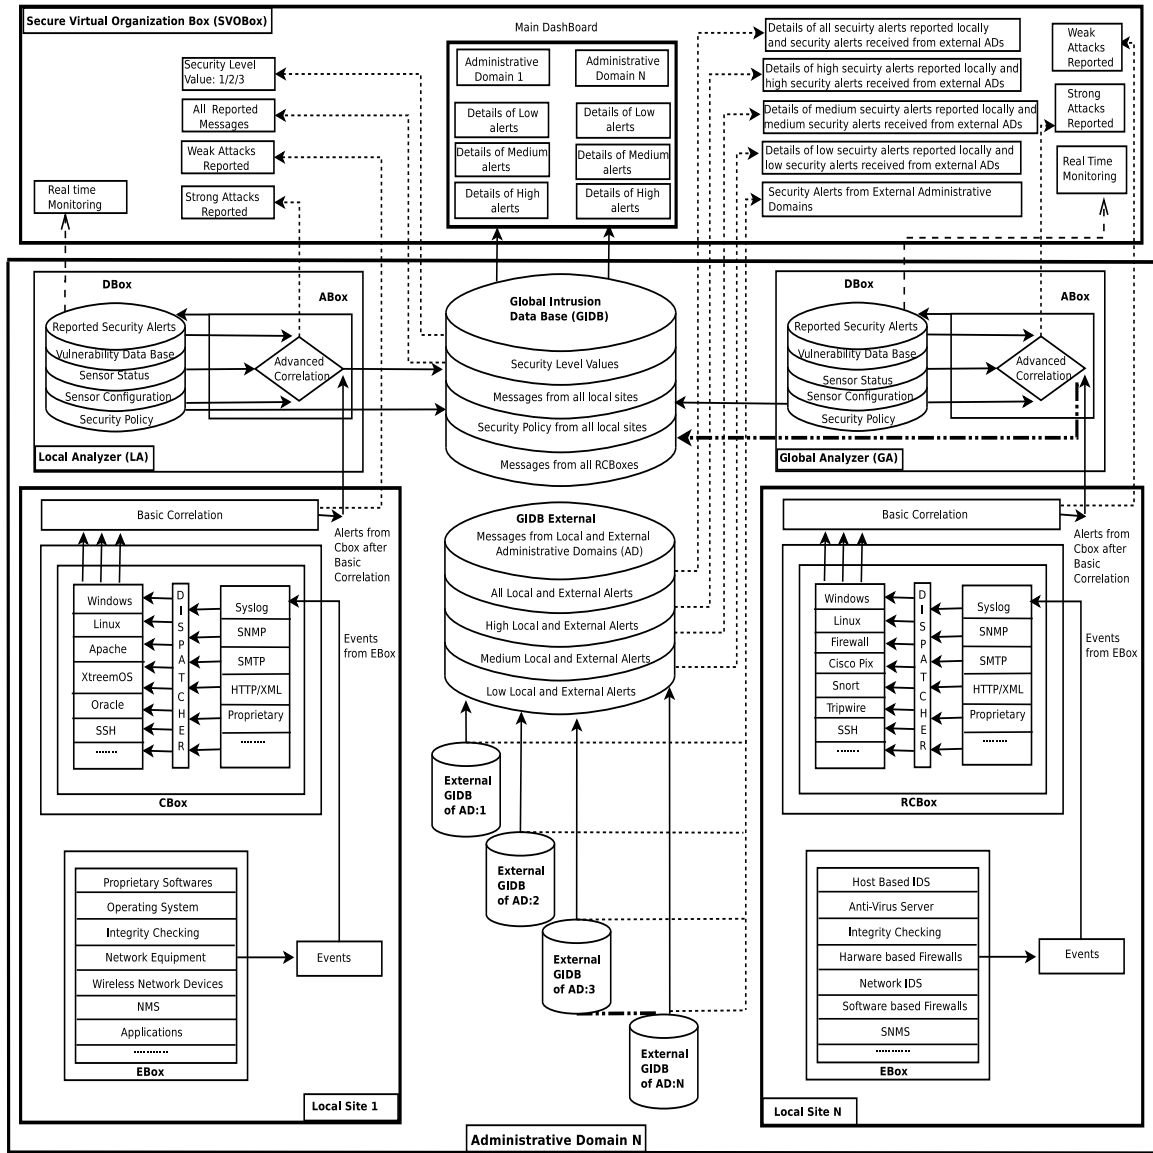 Secure Virtual Organization Box (SVOBox)
Main DashBoard
Security Level
Value: 1/2/3
All Reported
Messages
Weak Attacks
Reported
Strong Attacks
Reported
Real time
Monitoring
Administrative
Domain 1
Details of Low
alerts
Details of Medium
alerts
Details of High
alerts
Administrative
Domain N
Details of Low
alerts
Details of Medium
alerts
Details of High
alerts
Details of all secuirty alerts reported locally
and security alerts received from external ADs
Details of high secuirty alerts reported locally and
high security alerts received from external ADs
Details of medium secuirty alerts reported locally and
medium security alerts received from external ADs
Details of low security alerts reported locally and
low security alerts received from external ADs
Security Alerts from External Administrative
Domains
Weak
Attacks
Reported
Strong
Attacks
Reported
Real Time
Monitoring
DBox
ABox
Reported Security Alerts
Vulnerability Data Base
Sensor Status
Sensor Configuration
Security Policy
Advanced
Correlation
Local Analyzer (LA)
Global Intrusion
Data Base (GIDB)
Security Level Values
Messages from all local sites
Security Policy from all local sites
Messages from all RCBoxes
DBox
ABox
Reported Security Alerts
Vulnerability Data Base
Sensor Status
Sensor Configuration
Security Policy
Advanced
Correlation
Global Analyzer (GA)
Basic Correlation
Alerts from
Cbox after
Basic
Correlation
Windows
Linux
Apache
XtreemOS
Oracle
SSH
.......
D
I
S
P
A
T
C
H
E
R
Syslog
SNMP
SMTP
HTTP/XML
Proprietary
........
CBox
Events
from EBox
Proprietary Softwares
Operating System
Integrity Checking
Network Equipment
Wireless Network Devices
NMS
Applications
..........
EBox
Events
Local Site 1
GIDB External
Messages from Local and External
Administrative Domains (AD)
All Local and External Alerts
High Local and External Alerts
Medium Local and External Alerts
Low Local and External Alerts
External
GIDB
of AD:1
External
GIDB
of AD:2
External
GIDB
of AD:3
External
GIDB
of AD:N
Basic Correlation
Alerts from
Cbox after
Basic
Correlation
Windows
Linux
Firewall
Cisco Pix
Snort
Tripwire
SSH
.......
D
I
S
P
A
T
C
H
E
R
Syslog
SNMP
SMTP
HTTP/XML
Proprietary
........
RCBox
Events
from EBox
Host Based IDS
Anti-Virus Server
Integrity Checking
Harware based Firewalls
Network IDS
Software based Firewalls
SNMS
..........
EBox
Events
Local Site N
Administrative Domain N